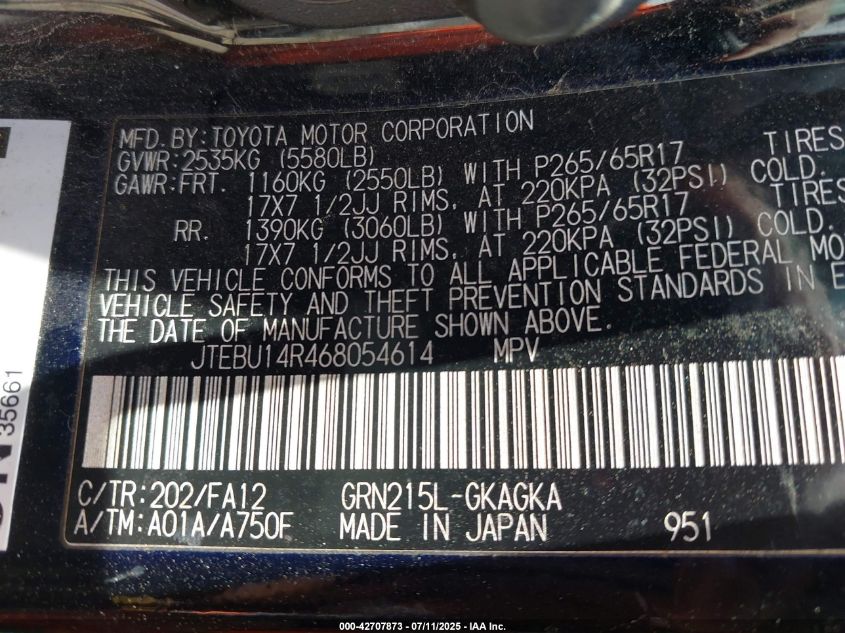 MFD. BY: TOYOTA MOTOR CORPORATION
GVWR: 2535KG (5580LB)
GAWR: FRT. 1160KG (2550LB) WITH P265/65R17 TIRES
17X7 1/2JJ RIMS, AT 220KPA (32PSI) COLD.
RR. 1390KG (3060LB) WITH P265/65R17 TIRES
17X7 1/2JJ RIMS, AT 220KPA (32PSI) COLD.
THIS VEHICLE CONFORMS TO ALL APPLICABLE FEDERAL MO
VEHICLE SAFETY AND THEFT PREVENTION STANDARDS IN E
THE DATE OF MANUFACTURE SHOWN ABOVE.
JTEBU14R468054614 MPV
C/TR: 202/FA12 GRN215L-GKAGKA
A/TM: A01A/A750F MADE IN JAPAN 951
35661
000-42707873 - 07/11/2025 - IAA Inc.